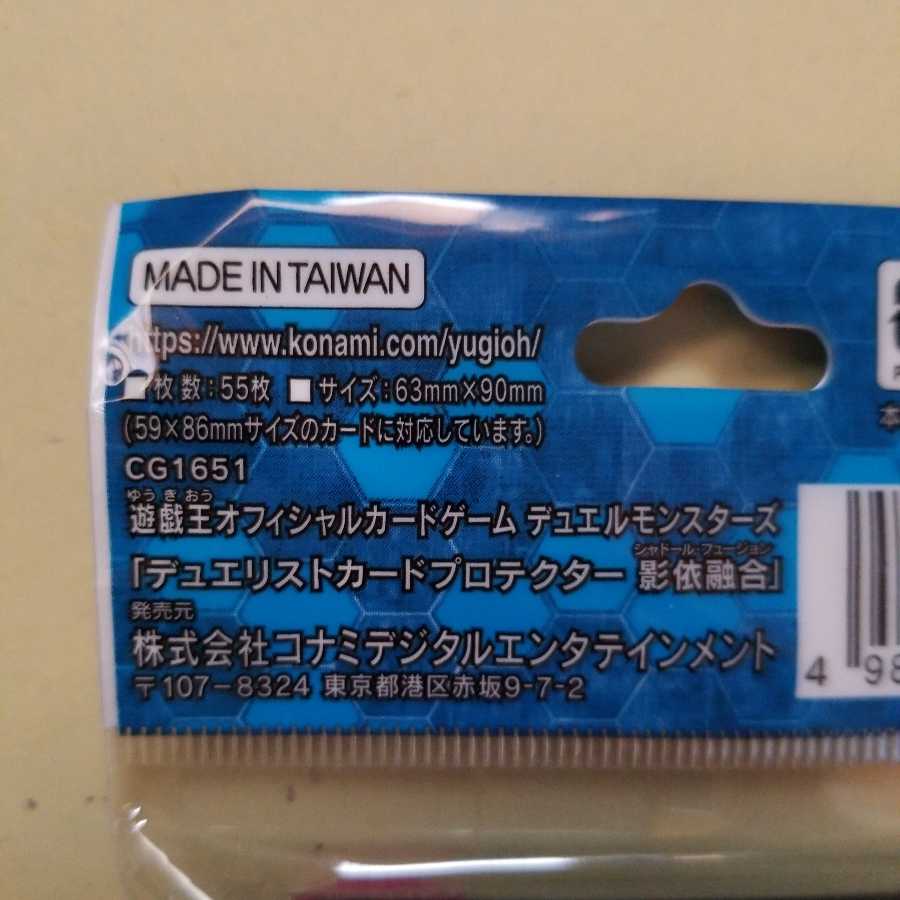 MADE IN TAIWAN
https://www.konami.com/yugioh/
■枚数:55枚 ■サイズ:63mm×90mm
(59×86mmサイズのカードに対応しています。)
CG1651
ゆうぎおう
遊戯王オフィシャルカードゲーム デュエルモンスターズ
シャドール・フュージョン
「デュエリストカードプロテクター 影依融合」
発売元
株式会社コナミデジタルエンタテインメント
〒107-8324 東京都港区赤坂9-7-2
本
4 98